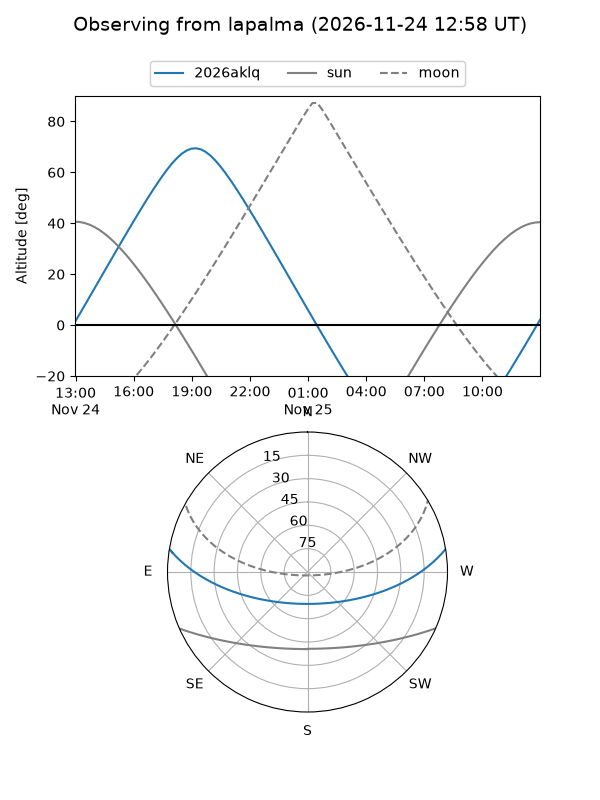 Observing from lapalma (2026-11-24 12:58 UT)
2026aklq sun moon
Altitude [deg]
80
60
40
20
0
−20
13:00 16:00 19:00 22:00 01:00 04:00 07:00 10:00
Nov 24 Nov 25
N
NE NW
15
30
45
60
75
E W
SE SW
S